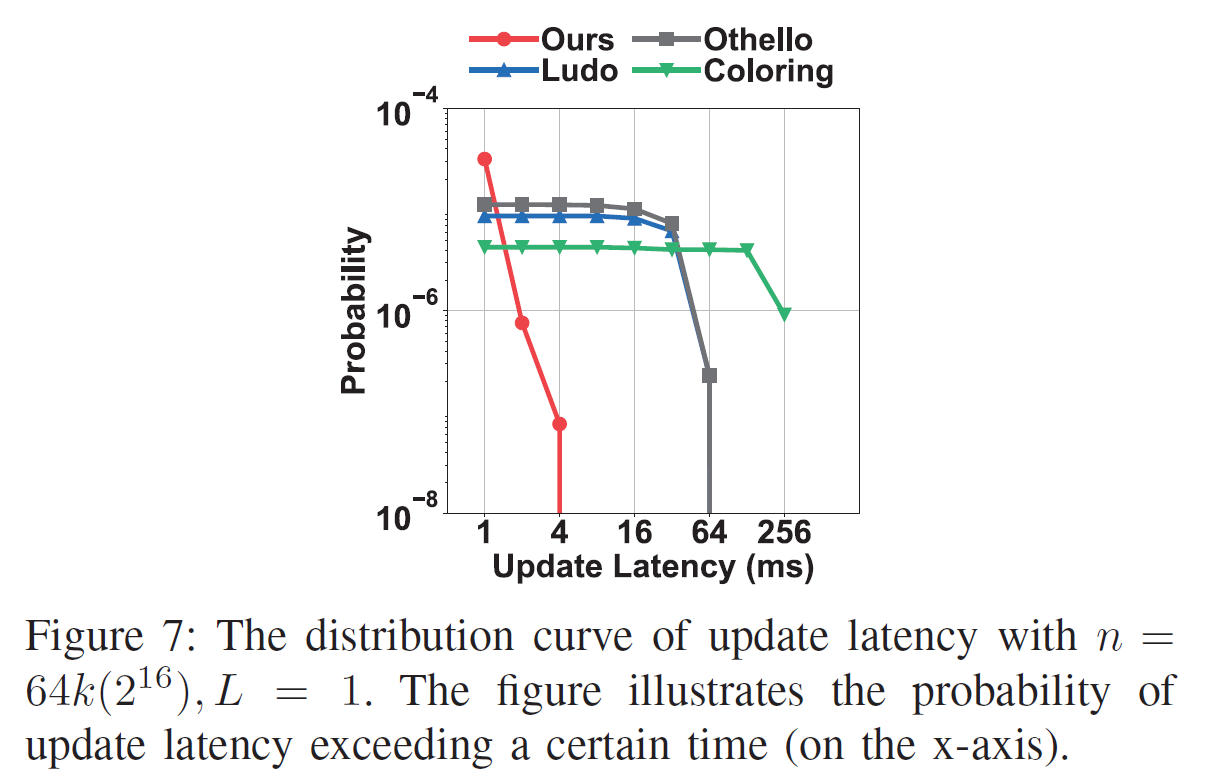 Ours Othello
Ludo Coloring
10−4
10−6
10−8
Probability
1 4 16 64 256
Update Latency (ms)
Figure 7: The distribution curve of update latency with n =
64k(2^16), L = 1. The figure illustrates the probability of
update latency exceeding a certain time (on the x-axis).